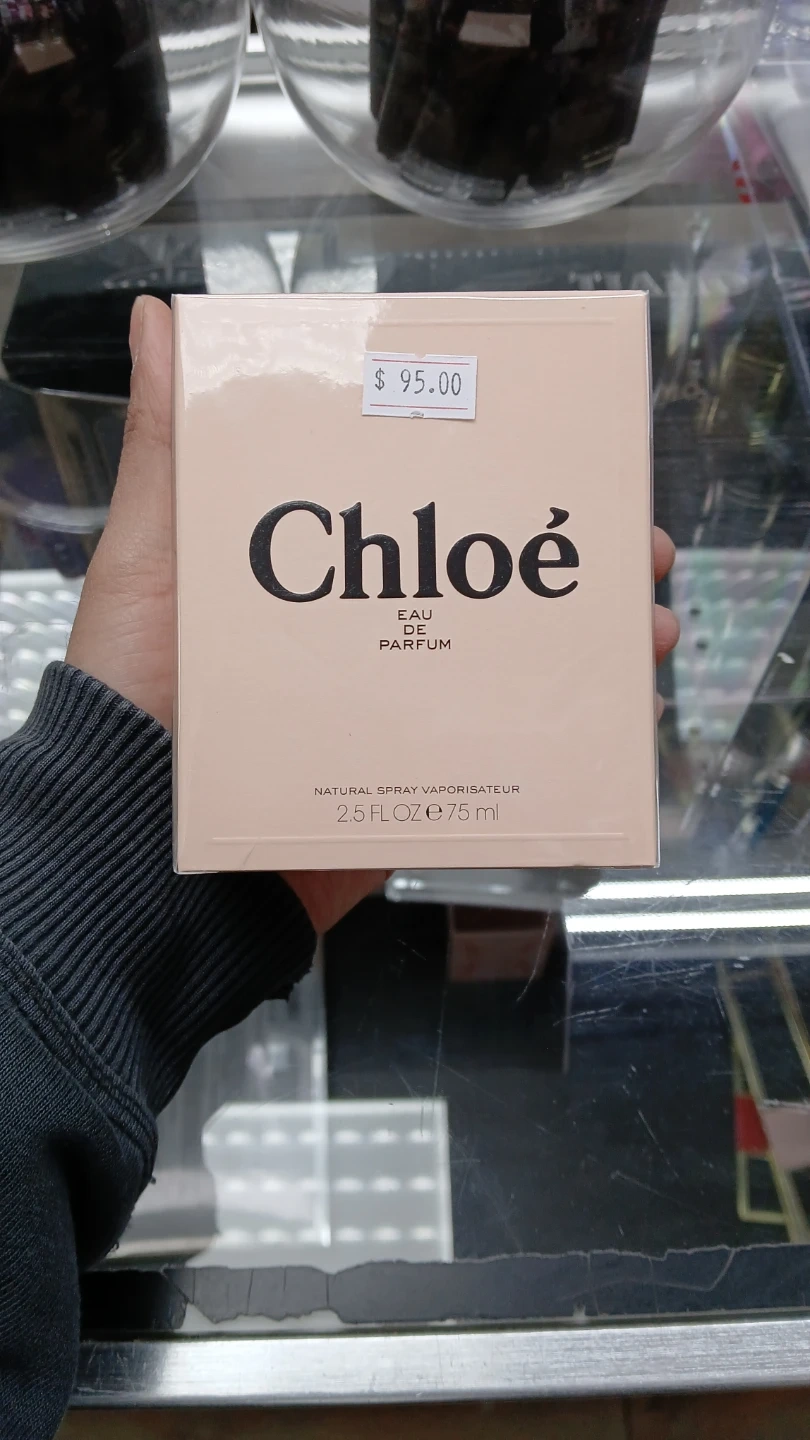 $ 95.00
Chloé
EAU
DE
PARFUM
NATURAL SPRAY VAPORISATEUR
2.5 FL OZ ℮ 75 ml